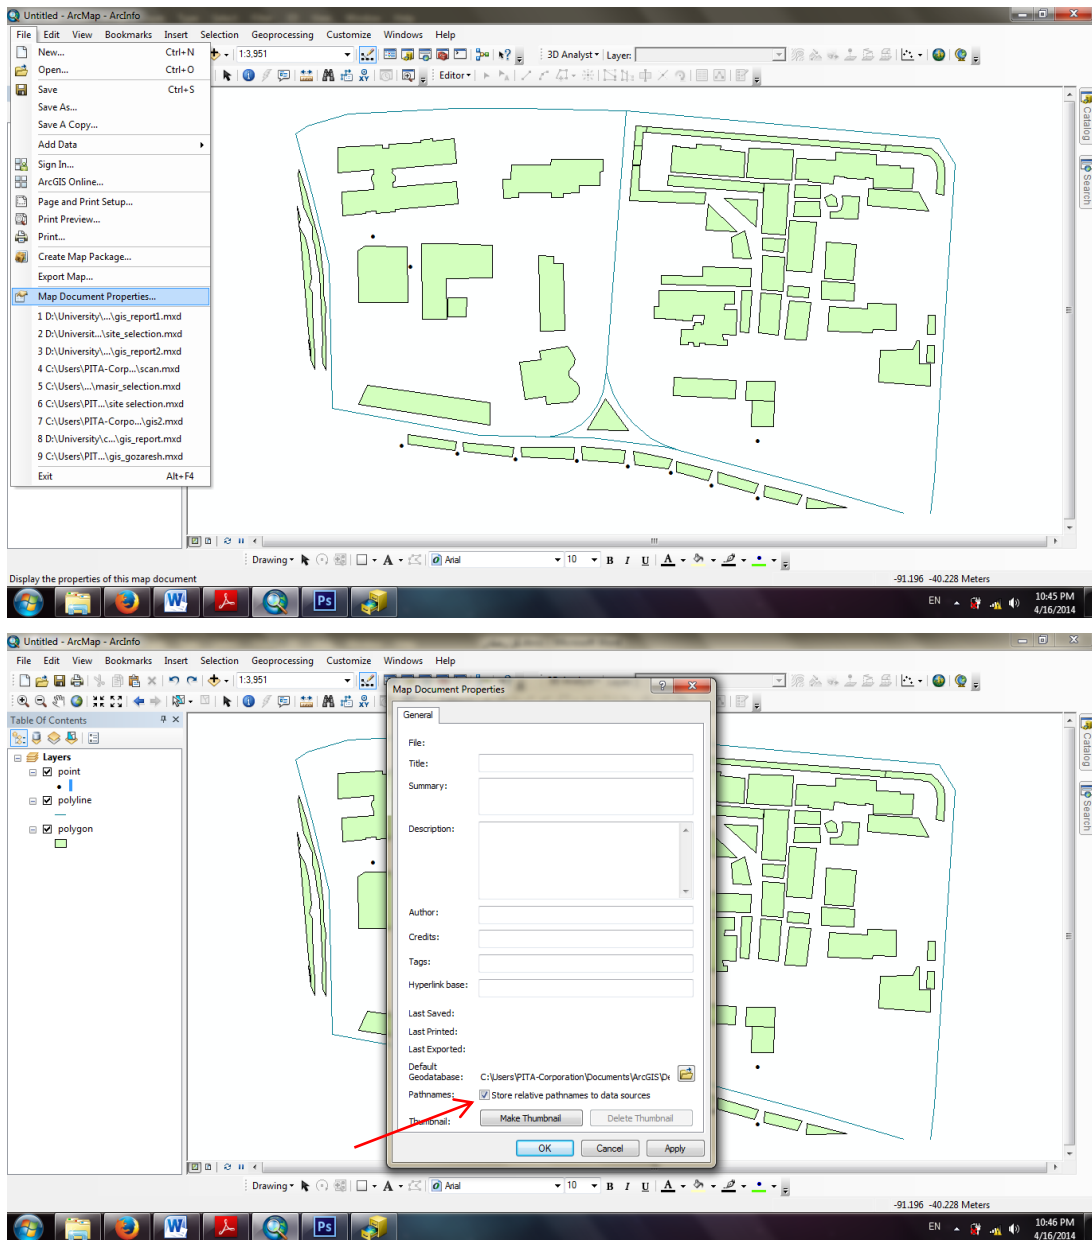 Untitled - ArcMap - ArcInfo
File Edit View Bookmarks Insert Selection Geoprocessing Customize Windows Help
New... Ctrl+N
1:3,951
3D Analyst Layer:
Open... Ctrl+O
Editor
Save Ctrl+S
Save As...
Save A Copy...
Add Data
Sign In...
ArcGIS Online...
Page and Print Setup...
Print Preview...
Print...
Create Map Package...
Export Map...
Map Document Properties...
1 D:\University\...\gis_report1.mxd
2 D:\Universit...\site_selection.mxd
3 D:\University\...\gis_report2.mxd
4 C:\Users\PITA-Corp...\scan.mxd
5 C:\Users\...\masir_selection.mxd
6 C:\Users\PIT...\site selection.mxd
7 C:\Users\PITA-Corpo...\gis2.mxd
8 D:\University\c...\gis_report.mxd
9 C:\Users\PIT...\gis_gozaresh.mxd
Exit Alt+F4
Catalog
Search
Drawing A Arial 10 B I U A
Display the properties of this map document
-91.196 -40.228 Meters
EN
10:45 PM
4/16/2014
Untitled - ArcMap - ArcInfo
File Edit View Bookmarks Insert Selection Geoprocessing Customize Windows Help
1:3,951
Table Of Contents
Layers
point
polyline
polygon
Map Document Properties
General
File:
Title:
Summary:
Description:
Author:
Credits:
Tags:
Hyperlink base:
Last Saved:
Last Printed:
Last Exported:
Default
Geodatabase: C:\Users\PITA-Corporation\Documents\ArcGIS\De
Pathnames: Store relative pathnames to data sources
Thumbnail: Make Thumbnail Delete Thumbnail
OK Cancel Apply
Catalog
Search
Drawing A Arial 10 B I U A
-91.196 -40.228 Meters
EN
10:46 PM
4/16/2014